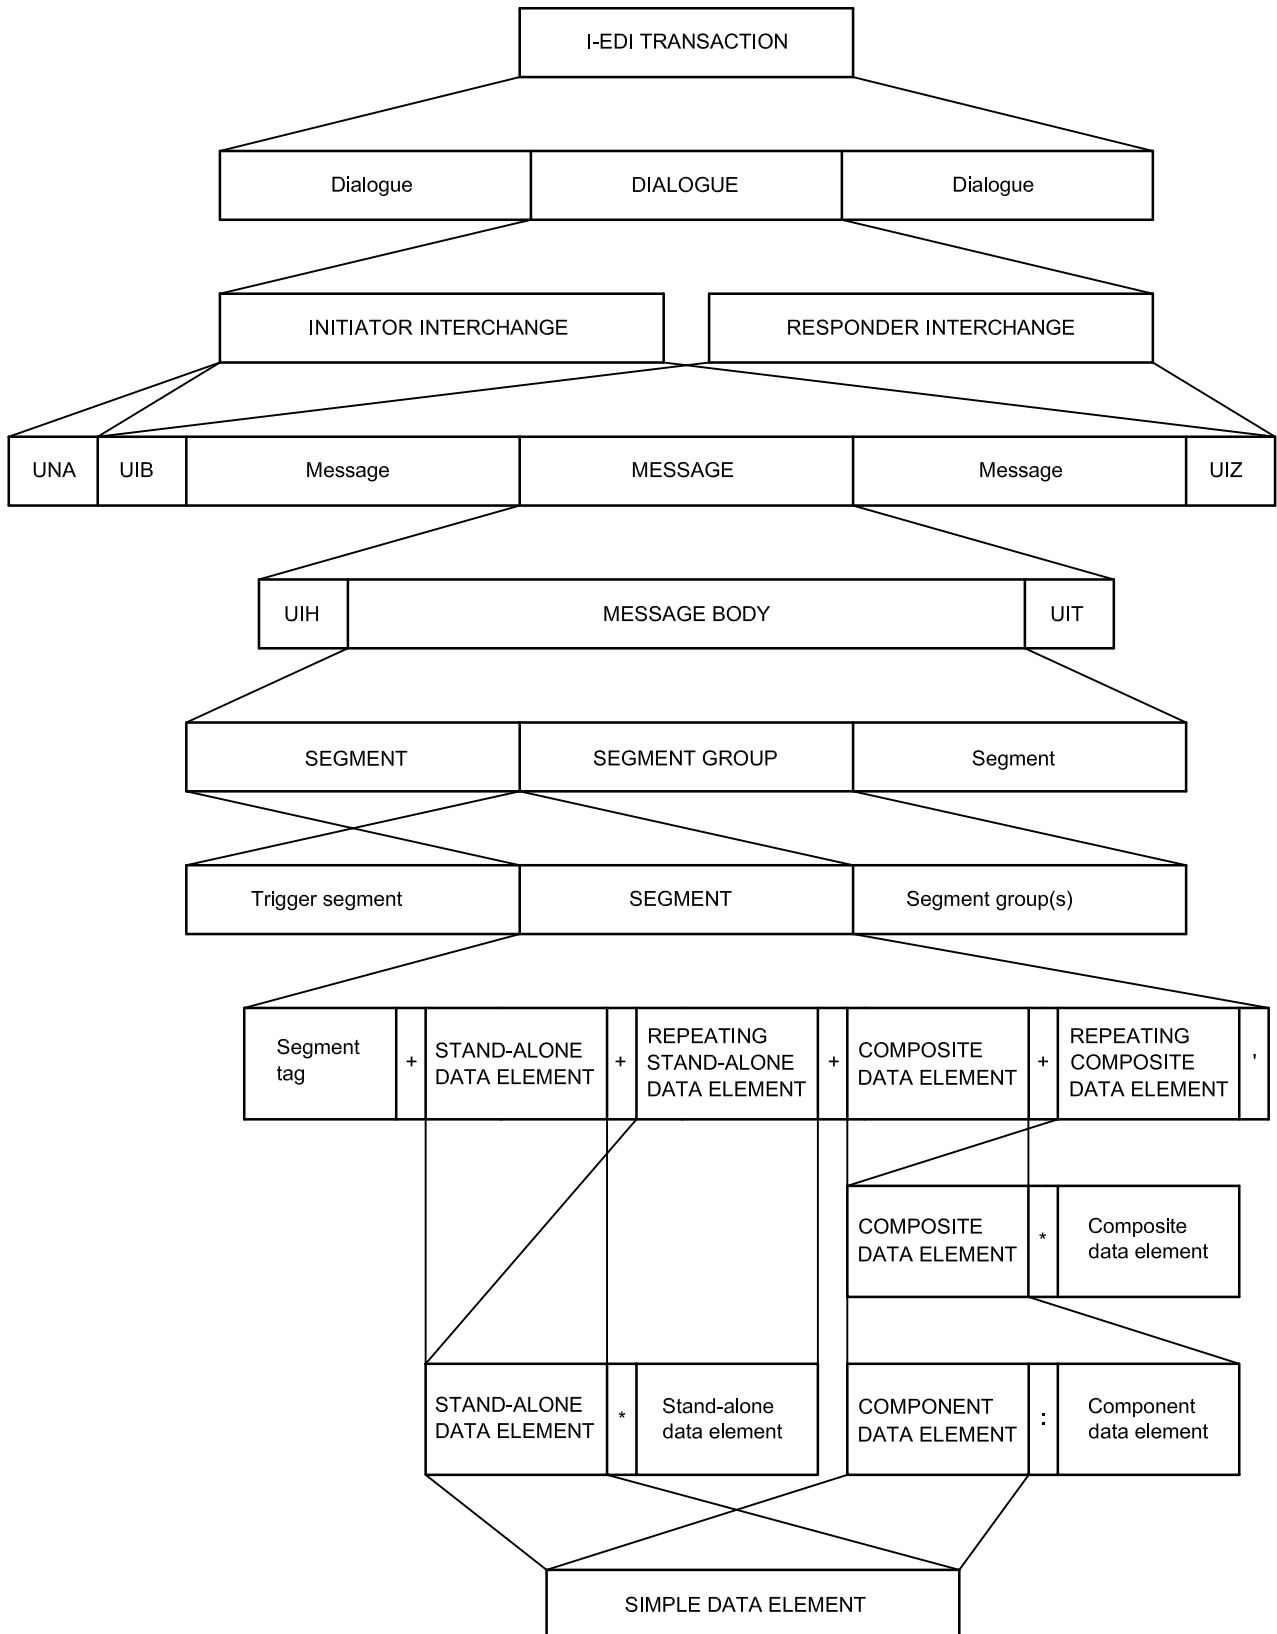 I-EDI TRANSACTION
Dialogue
DIALOGUE
Dialogue
INITIATOR INTERCHANGE
RESPONDER INTERCHANGE
UNA
UIB
Message
MESSAGE
Message
UIZ
UIH
MESSAGE BODY
UIT
SEGMENT
SEGMENT GROUP
Segment
Trigger segment
SEGMENT
Segment group(s)
Segment
tag
+
STAND-ALONE
DATA ELEMENT
+
REPEATING
STAND-ALONE
DATA ELEMENT
+
COMPOSITE
DATA ELEMENT
+
REPEATING
COMPOSITE
DATA ELEMENT
'
COMPOSITE
DATA ELEMENT
*
Composite
data element
STAND-ALONE
DATA ELEMENT
*
Stand-alone
data element
COMPONENT
DATA ELEMENT
:
Component
data element
SIMPLE DATA ELEMENT